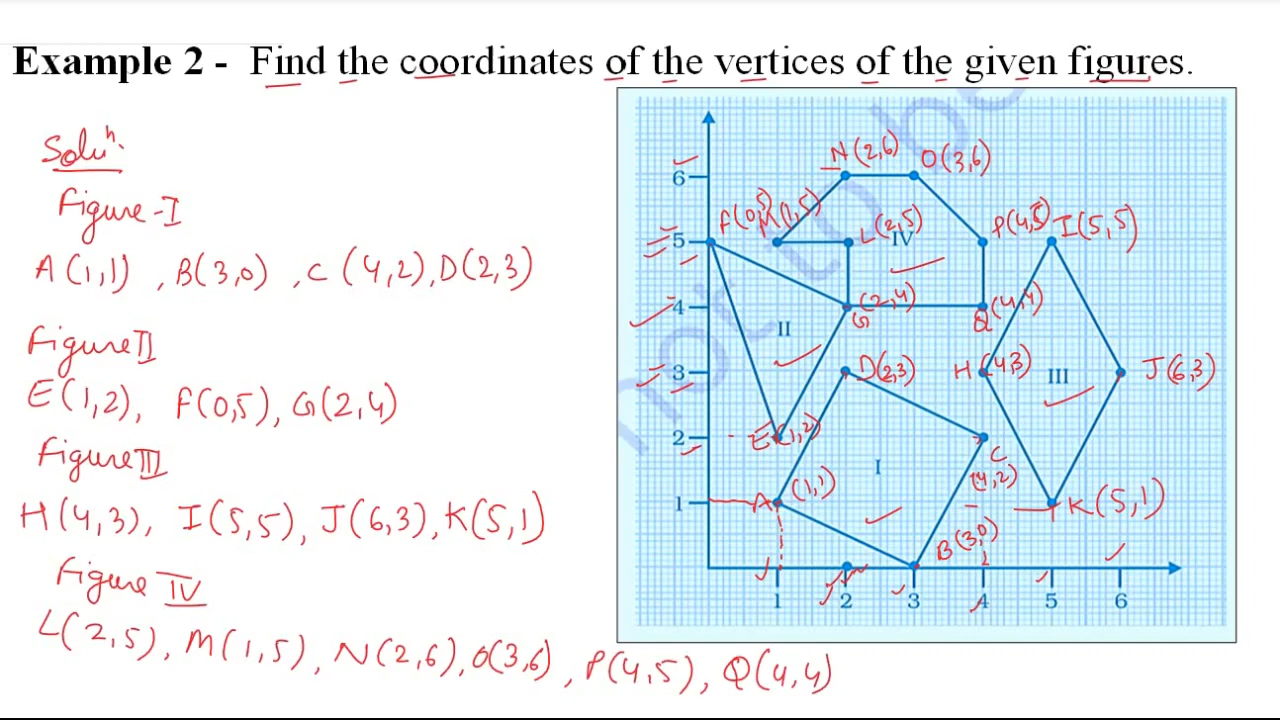 Example 2 - Find the coordinates of the vertices of the given figures.
Soluⁿ.
Figure-I
A(1,1), B(3,0), C(4,2), D(2,3)
Figure II
E(1,2), F(0,5), G(2,4)
Figure III
H(4,3), I(5,5), J(6,3), K(5,1)
Figure IV
L(2,5), M(1,5), N(2,6), O(3,6), P(4,5), Q(4,4)
N(2,6) O(3,6)
6
F(0,5) M(1,5) L(2,5) P(4,5) I(5,5)
5 IV
4 G(2,4) Q(4,4)
II
3 D(2,3) H(4,3) III J(6,3)
2 E(1,2)
I C
(4,2)
1 A(1,1) K(5,1)
B(3,0)
1 2 3 4 5 6